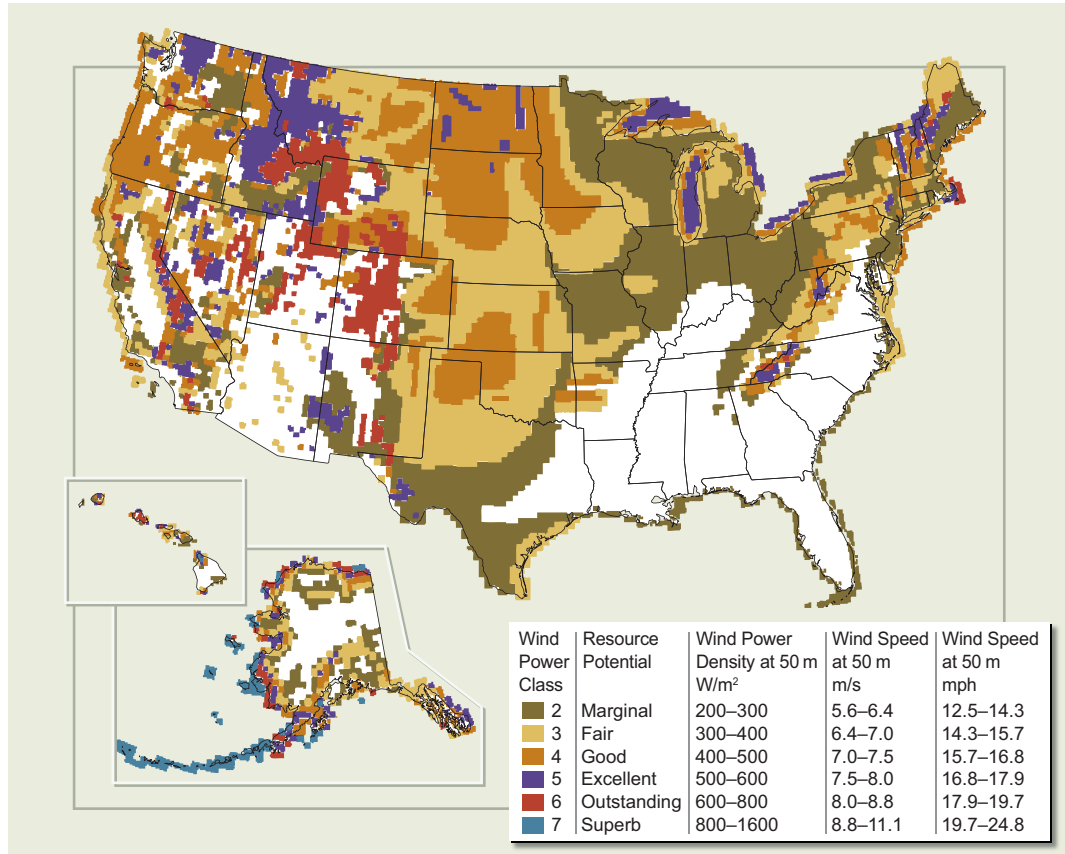 Wind Resource Wind Power Wind Speed Wind Speed
Power Potential Density at 50 m at 50 m at 50 m
Class W/m² m/s mph
2 Marginal 200–300 5.6–6.4 12.5–14.3
3 Fair 300–400 6.4–7.0 14.3–15.7
4 Good 400–500 7.0–7.5 15.7–16.8
5 Excellent 500–600 7.5–8.0 16.8–17.9
6 Outstanding 600–800 8.0–8.8 17.9–19.7
7 Superb 800–1600 8.8–11.1 19.7–24.8